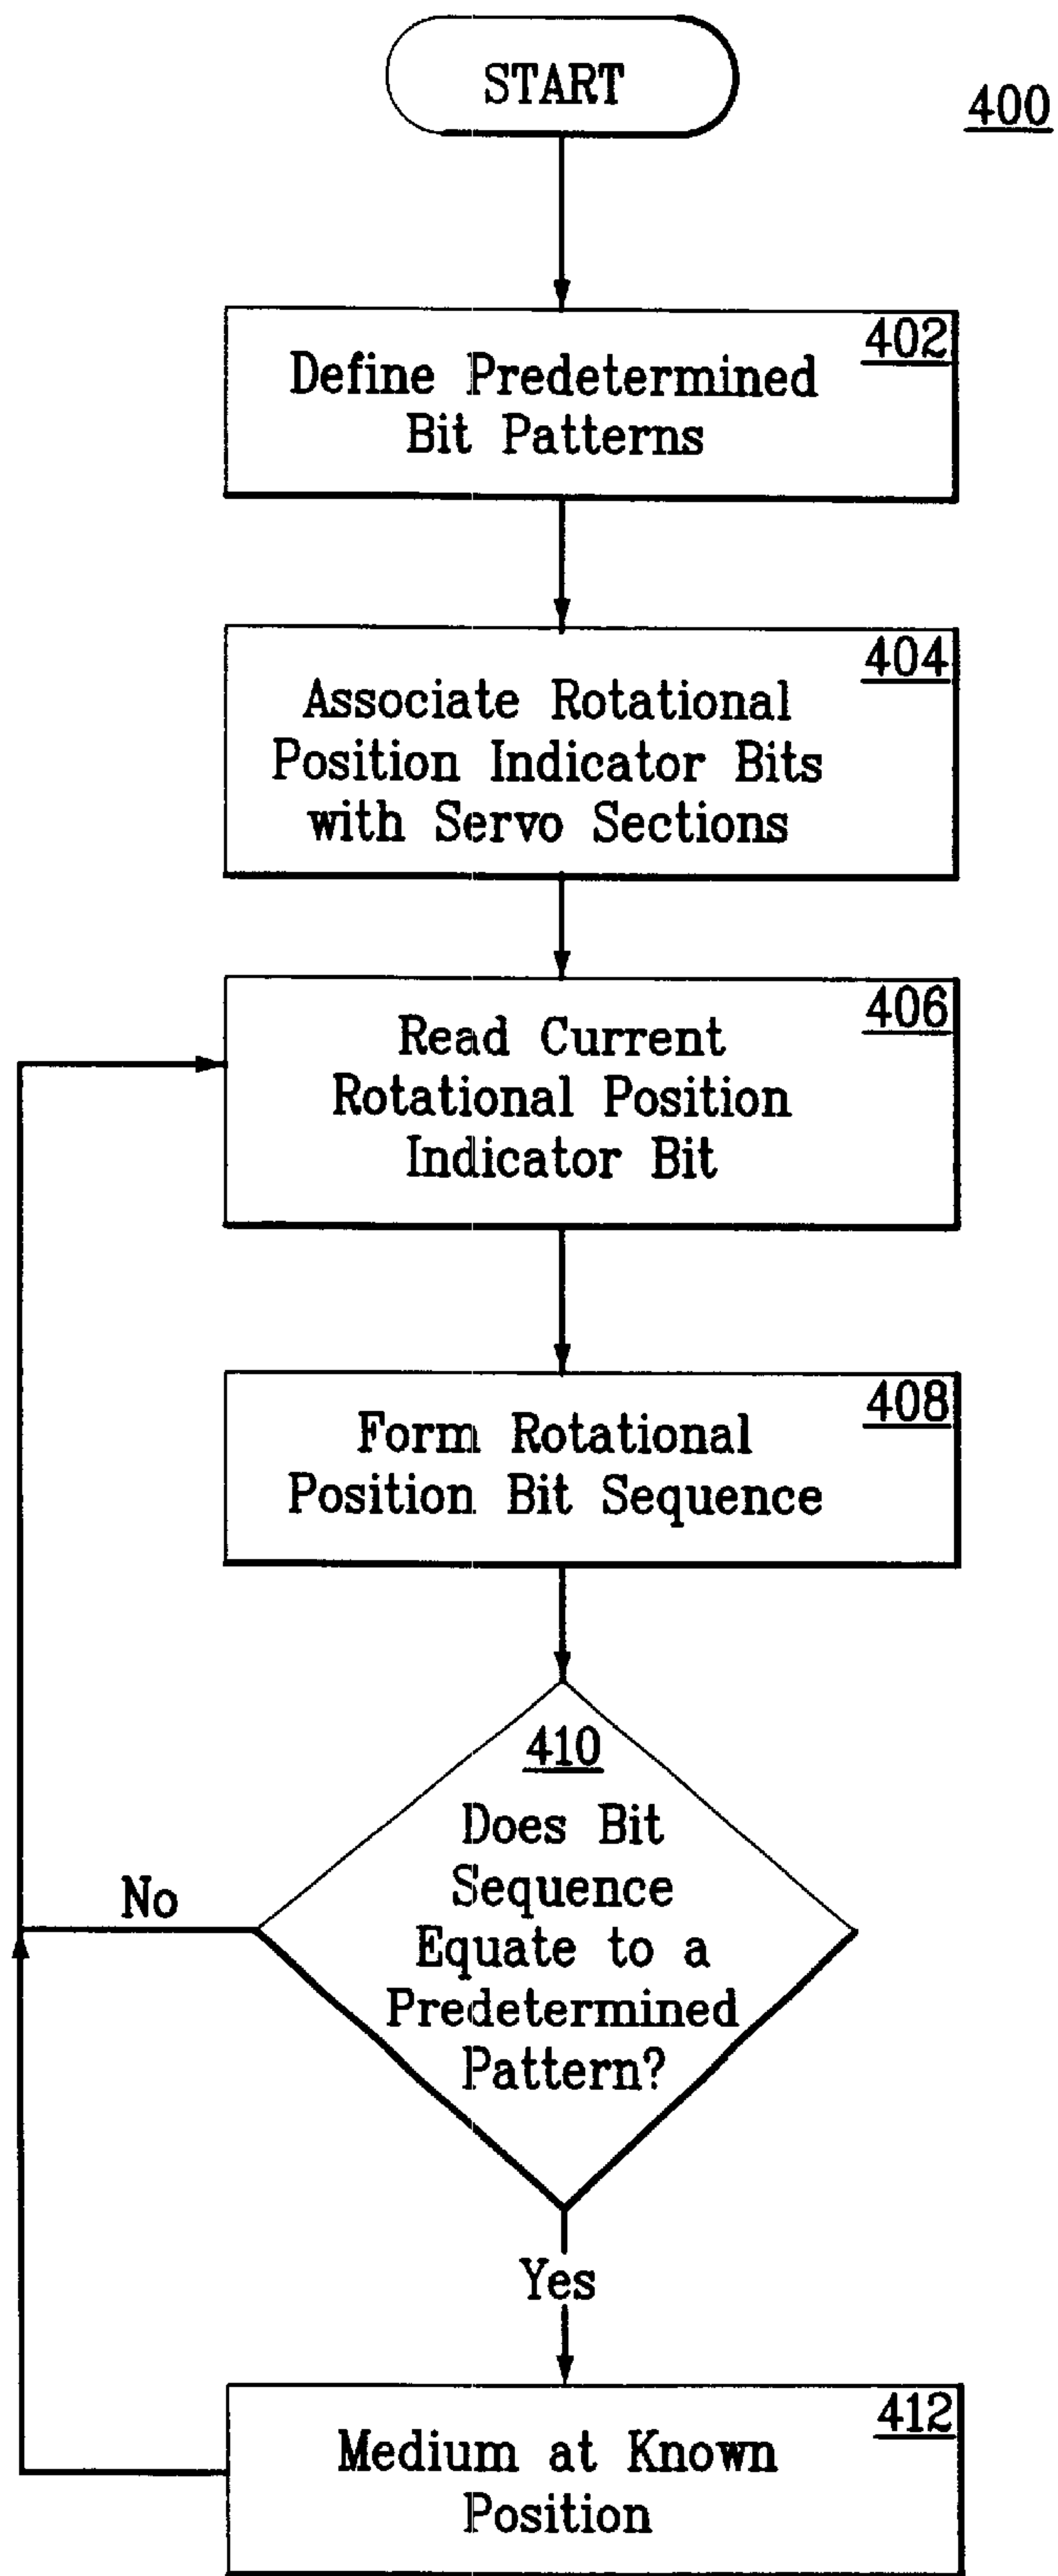 START
400
402
Define Predetermined
Bit Patterns
404
Associate Rotational
Position Indicator Bits
with Servo Sections
406
Read Current
Rotational Position
Indicator Bit
408
Form Rotational
Position Bit Sequence
410
Does Bit
Sequence
Equate to a
Predetermined
Pattern?
No
Yes
412
Medium at Known
Position